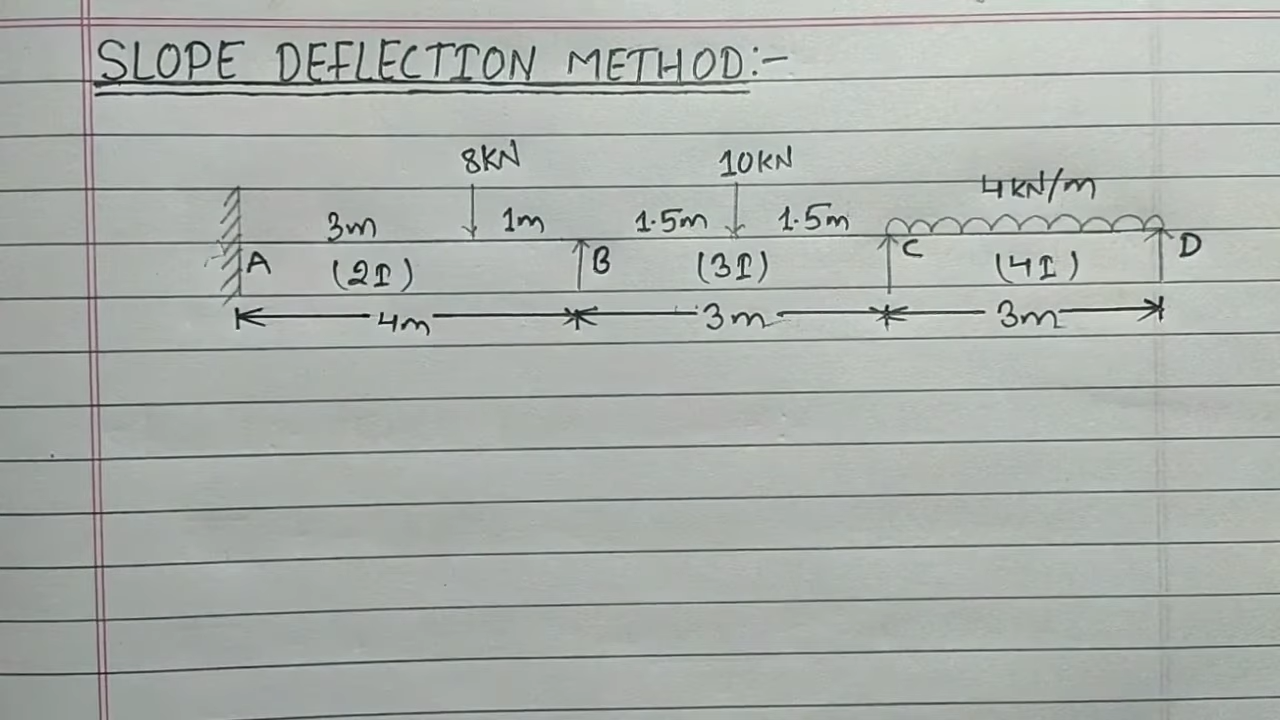 SLOPE DEFLECTION METHOD:-
8KN 10KN 4KN/m
3m 1m 1.5m 1.5m
A (2I) B (3I) C (4I) D
4m 3m 3m